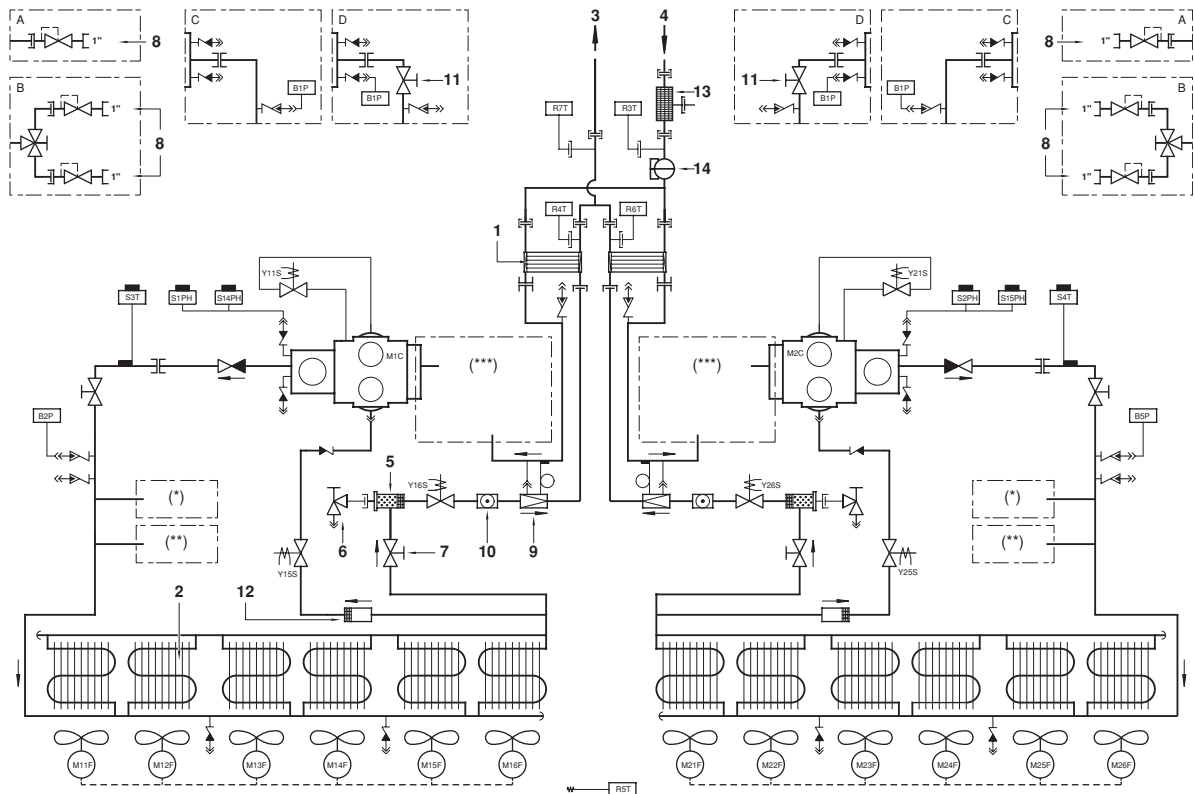 A
1"
8
C
B1P
D
B1P
11
3
4
D
11
B1P
C
B1P
A
8
1"
B
1"
8
1"
B
1"
8
1"
R7T
R3T
13
14
1
R4T
R6T
Y11S
Y21S
S3T
S1PH
S14PH
S2PH
S15PH
S4T
M1C
(***)
(***)
M2C
B2P
B5P
5
Y16S
Y26S
(*)
(*)
6
7
10
9
(**)
(**)
Y15S
Y25S
2
12
M11F
M12F
M13F
M14F
M15F
M16F
M21F
M22F
M23F
M24F
M25F
M26F
R5T